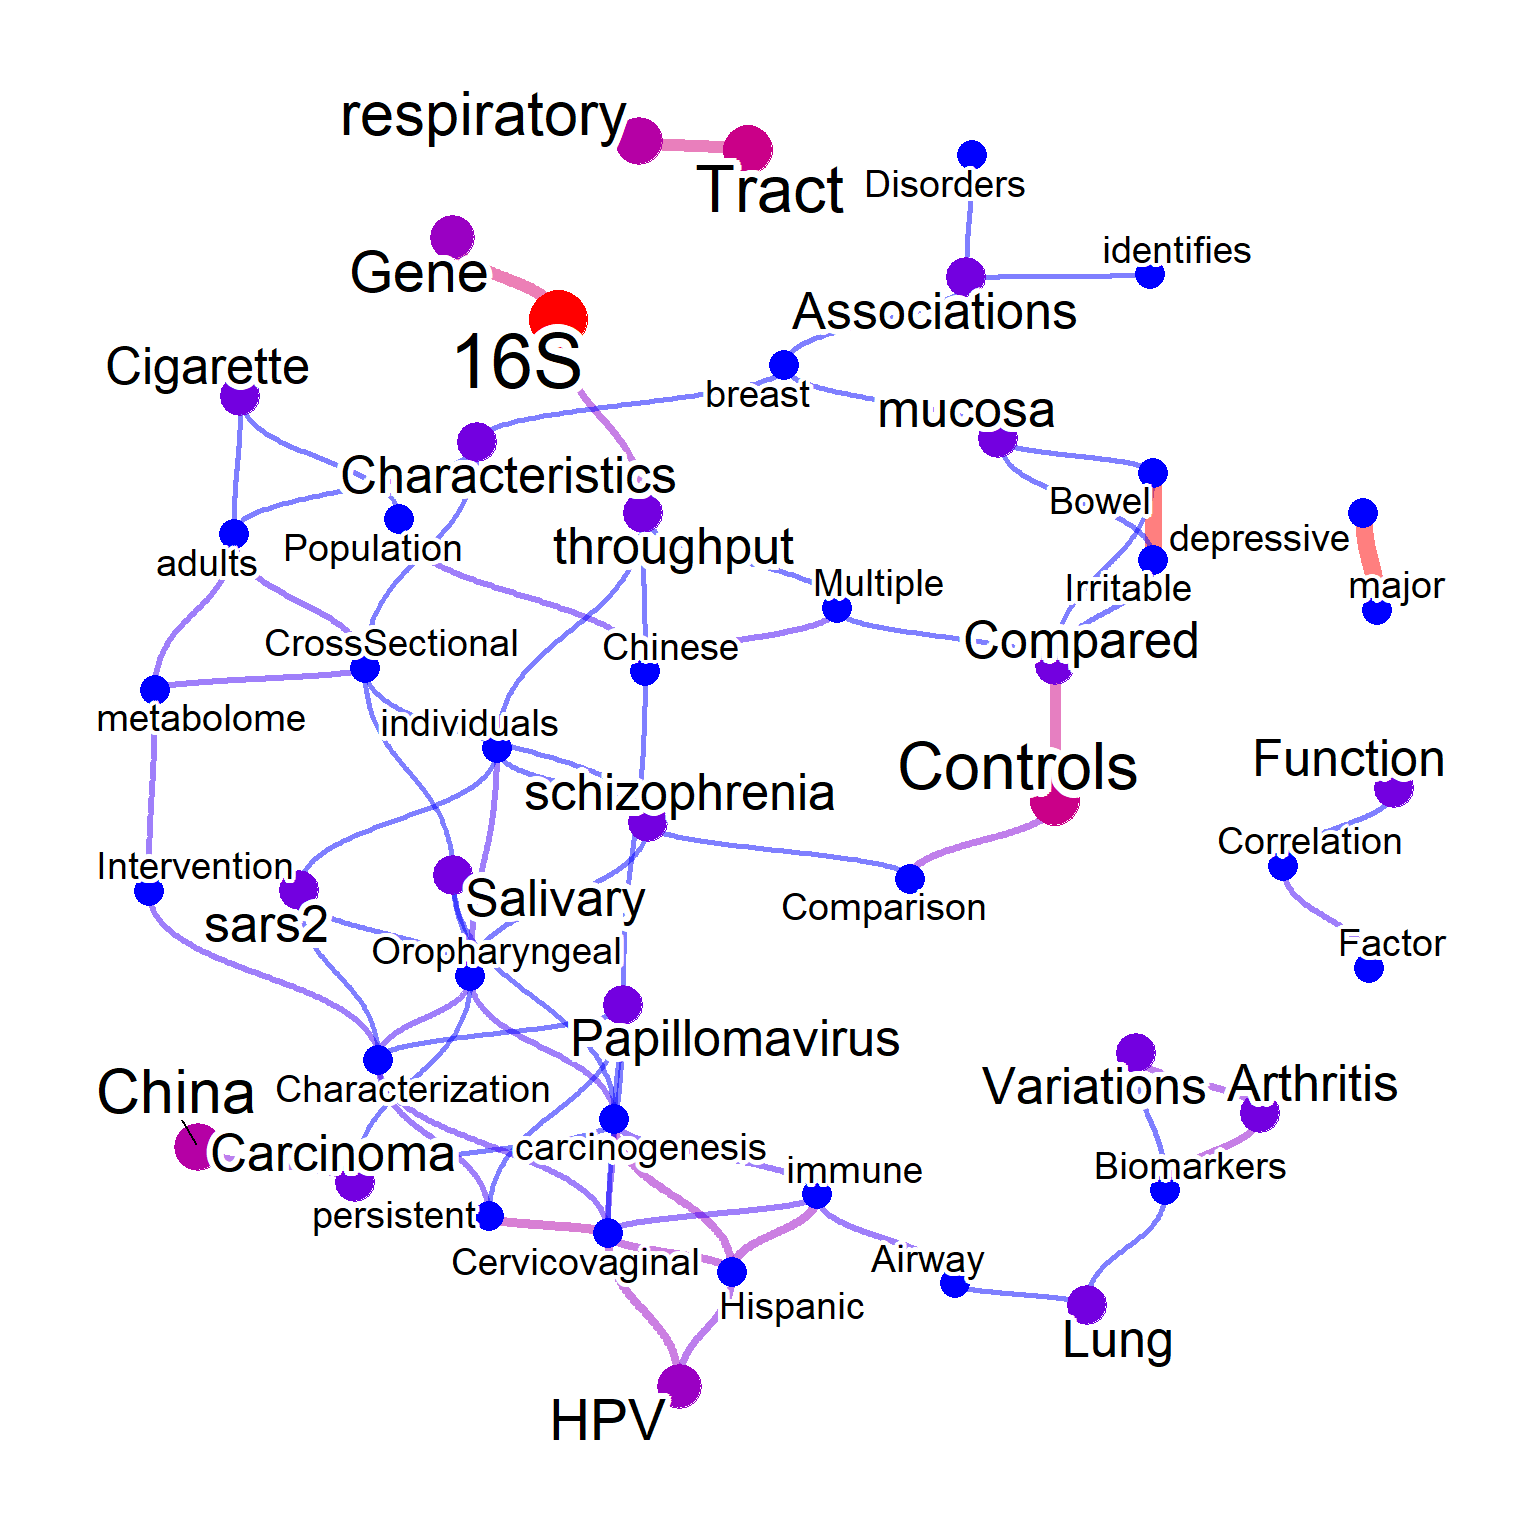 respiratory
Tract
Disorders
identifies
Gene
Associations
16S
Cigarette
breast
mucosa
Characteristics
Bowel
depressive
adults
Population
throughput
Multiple
Irritable
major
CrossSectional
Chinese
Compared
metabolome
individuals
schizophrenia
Controls
Function
Correlation
Intervention
sars2
Salivary
Comparison
Oropharyngeal
Factor
Papillomavirus
China
Characterization
Variations
Arthritis
Carcinoma
carcinogenesis
immune
Biomarkers
persistent
Cervicovaginal
Airway
Hispanic
Lung
HPV